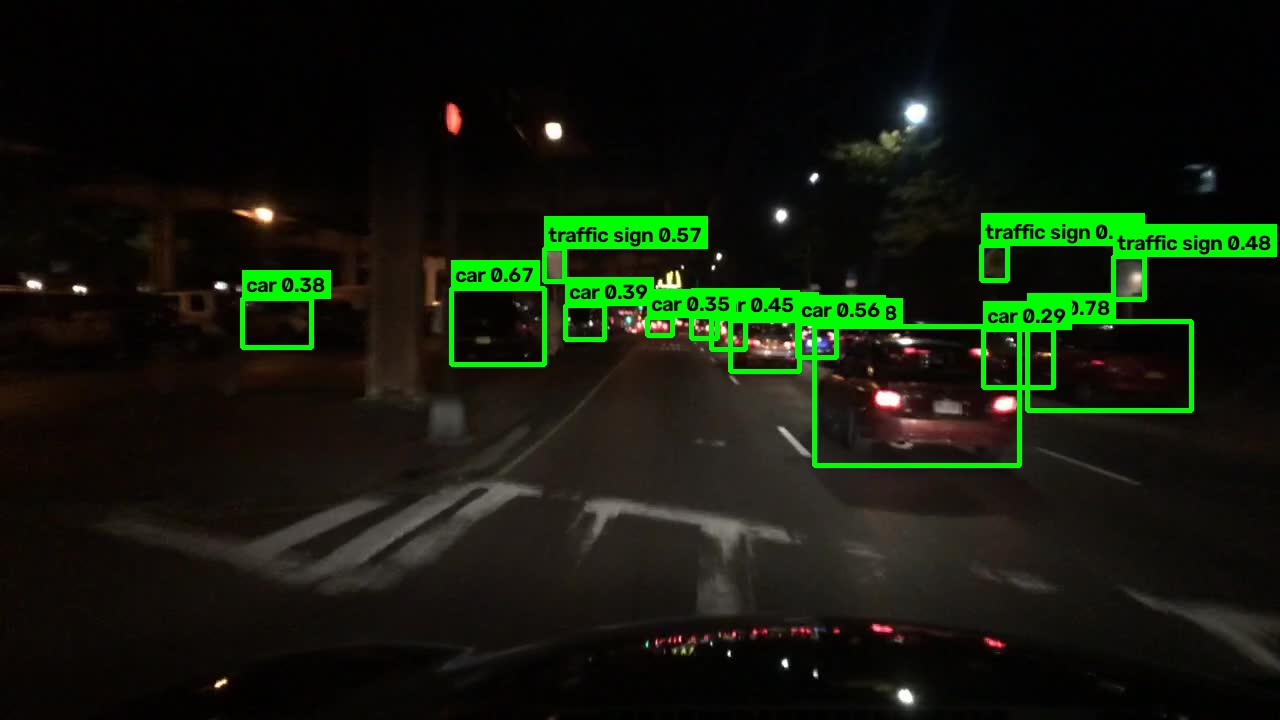 traffic sign 0.57
traffic sign 0.
traffic sign 0.48
car 0.67
car 0.38
car 0.39
car 0.35
r 0.45
car 0.56
8
car 0.29
0.78